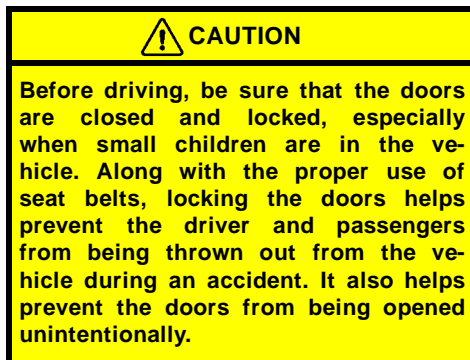 CAUTION
Before driving, be sure that the doors
are closed and locked, especially
when small children are in the ve-
hicle. Along with the proper use of
seat belts, locking the doors helps
prevent the driver and passengers
from being thrown out from the ve-
hicle during an accident. It also helps
prevent the doors from being opened
unintentionally.